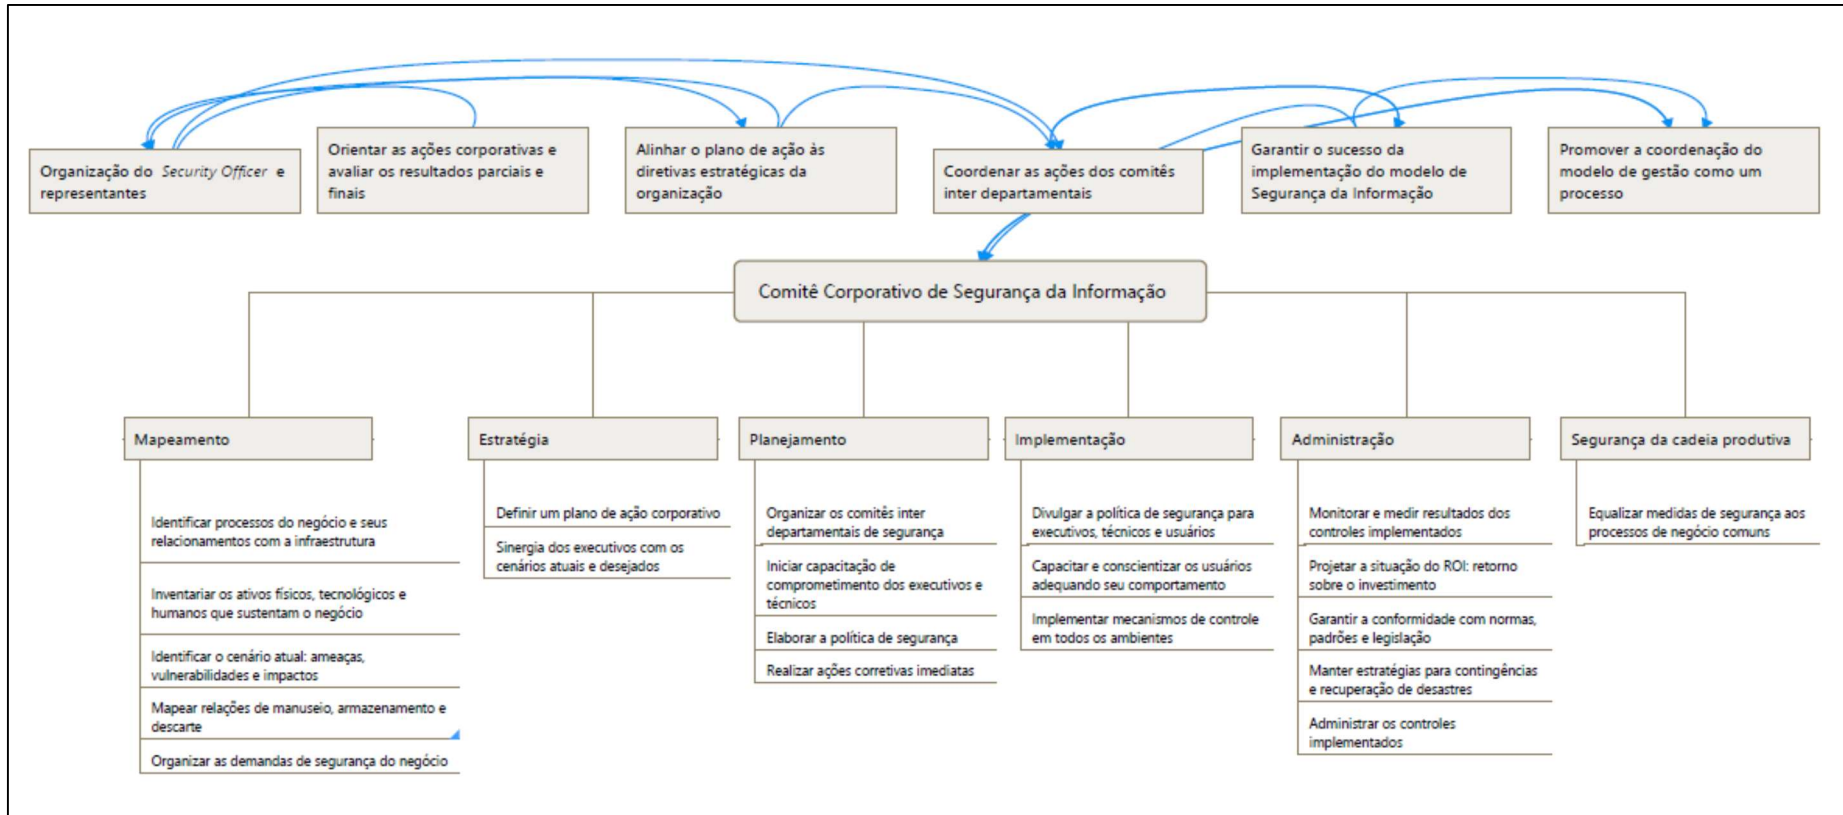 Organização do Security Officer e
representantes
Orientar as ações corporativas e
avaliar os resultados parciais e
finais
Alinhar o plano de ação às
diretivas estratégicas da
organização
Coordenar as ações dos comitês
inter departamentais
Garantir o sucesso da
implementação do modelo de
Segurança da Informação
Promover a coordenação do
modelo de gestão como um
processo
Comitê Corporativo de Segurança da Informação
Mapeamento
Identificar processos do negócio e seus
relacionamentos com a infraestrutura
Inventariar os ativos físicos, tecnológicos e
humanos que sustentam o negócio
Identificar o cenário atual: ameaças,
vulnerabilidades e impactos
Mapear relações de manuseio, armazenamento e
descarte
Organizar as demandas de segurança do negócio
Estratégia
Definir um plano de ação corporativo
Sinergia dos executivos com os
cenários atuais e desejados
Planejamento
Organizar os comitês inter
departamentais de segurança
Iniciar capacitação de
comprometimento dos executivos e
técnicos
Elaborar a política de segurança
Realizar ações corretivas imediatas
Implementação
Divulgar a política de segurança para
executivos, técnicos e usuários
Capacitar e conscientizar os usuários
adequando seu comportamento
Implementar mecanismos de controle
em todos os ambientes
Administração
Monitorar e medir resultados dos
controles implementados
Projetar a situação do ROI: retorno
sobre o investimento
Garantir a conformidade com normas,
padrões e legislação
Manter estratégias para contingências
e recuperação de desastres
Administrar os controles
implementados
Segurança da cadeia produtiva
Equalizar medidas de segurança aos
processos de negócio comuns